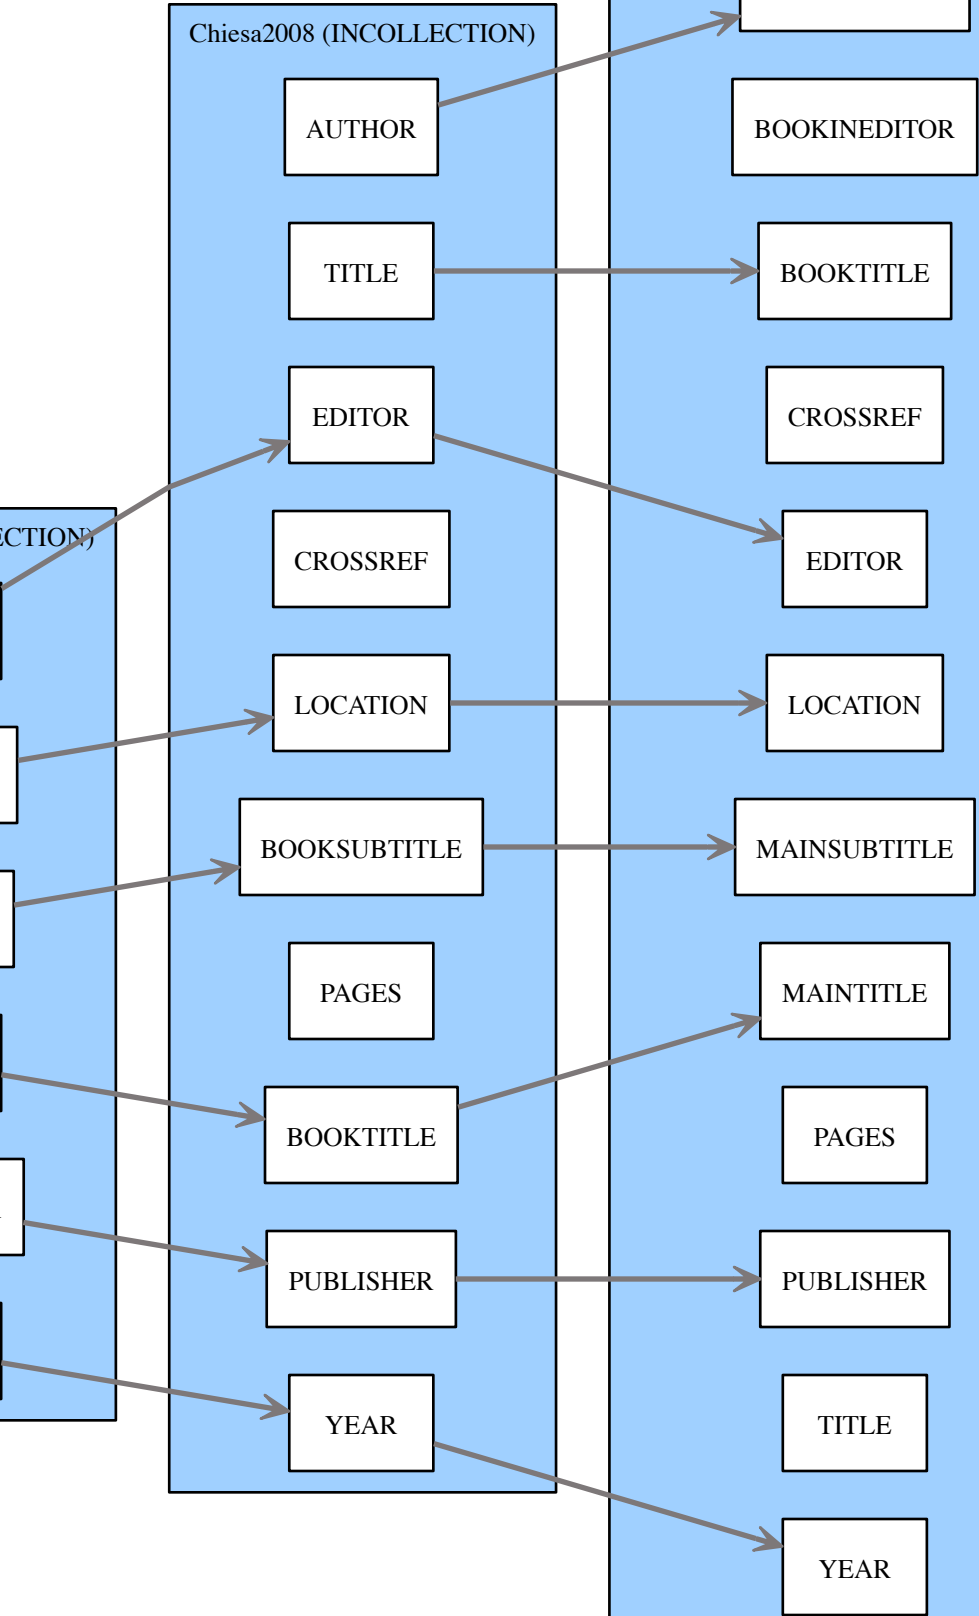 Chiesa2008 (INCOLLECTION)
AUTHOR
TITLE
EDITOR
CROSSREF
LOCATION
BOOKSUBTITLE
PAGES
BOOKTITLE
PUBLISHER
YEAR
BOOKINEDITOR
BOOKTITLE
CROSSREF
EDITOR
LOCATION
MAINSUBTITLE
MAINTITLE
PAGES
PUBLISHER
TITLE
YEAR